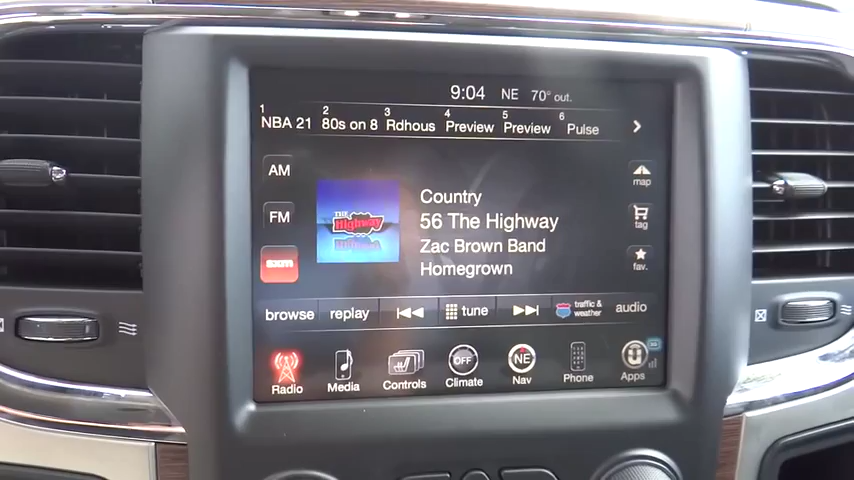 9:04 NE 70° out.
1 2 3 4 5 6
NBA 21 80s on 8 Rdhous Preview Preview Pulse
AM
FM
sxm
THE Highway
Country
56 The Highway
Zac Brown Band
Homegrown
map
tag
fav.
browse replay tune traffic & weather audio
OFF NE
Radio Media Controls Climate Nav Phone Apps